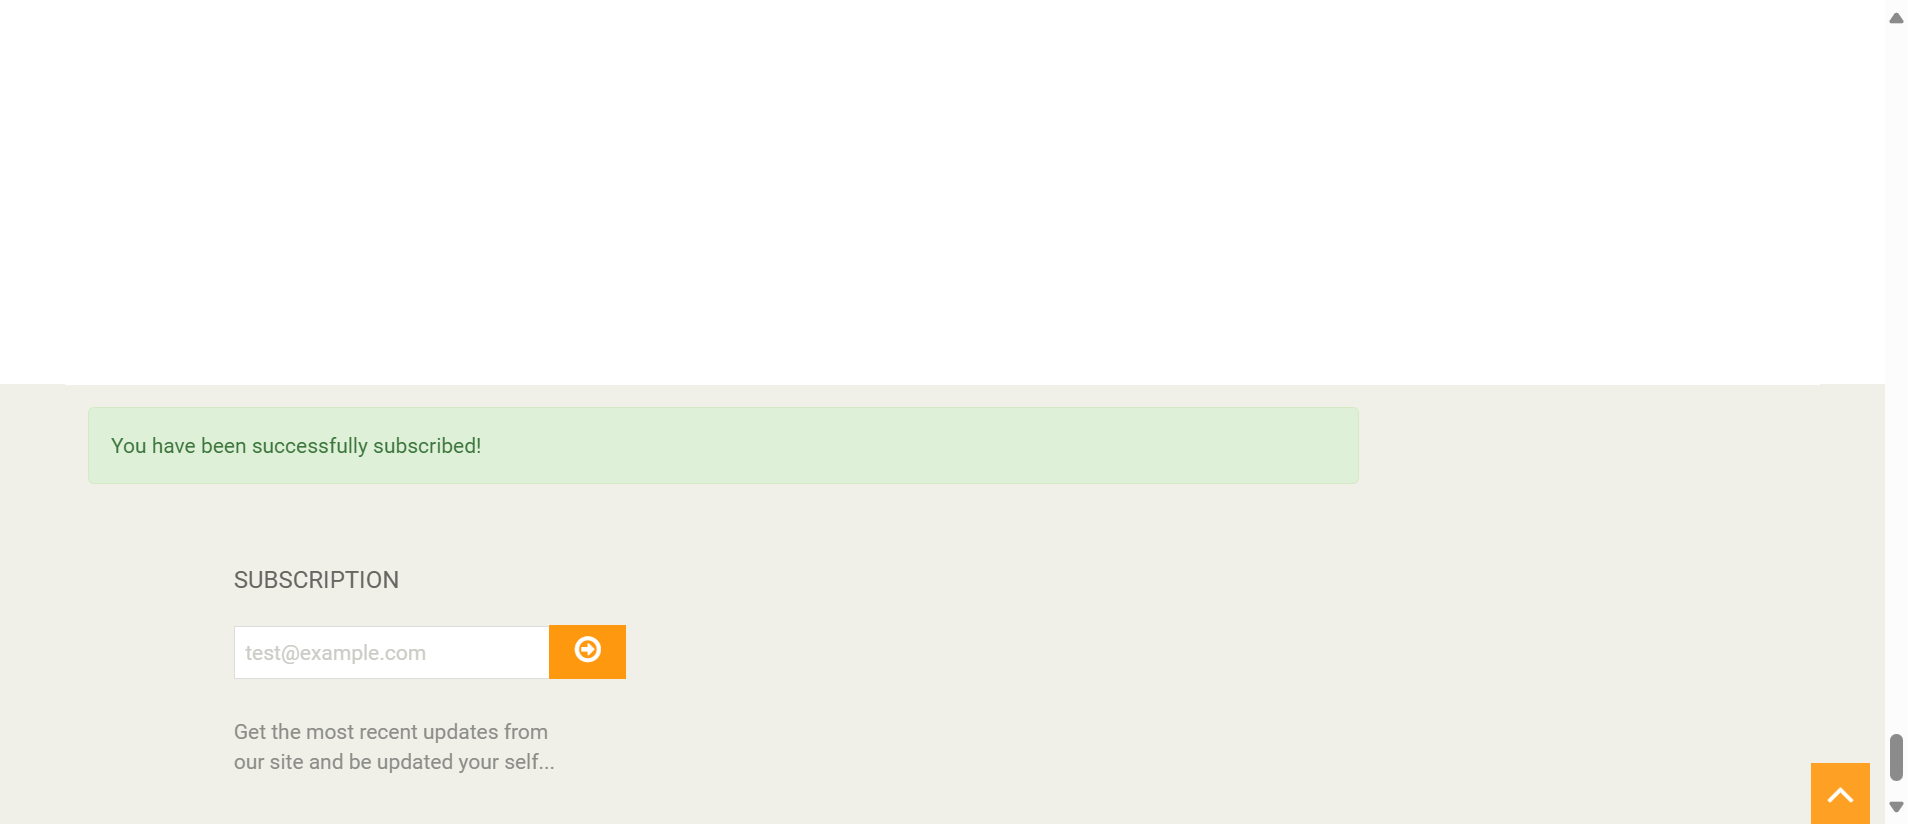 You have been successfully subscribed!
SUBSCRIPTION
test@example.com
Get the most recent updates from
our site and be updated your self...